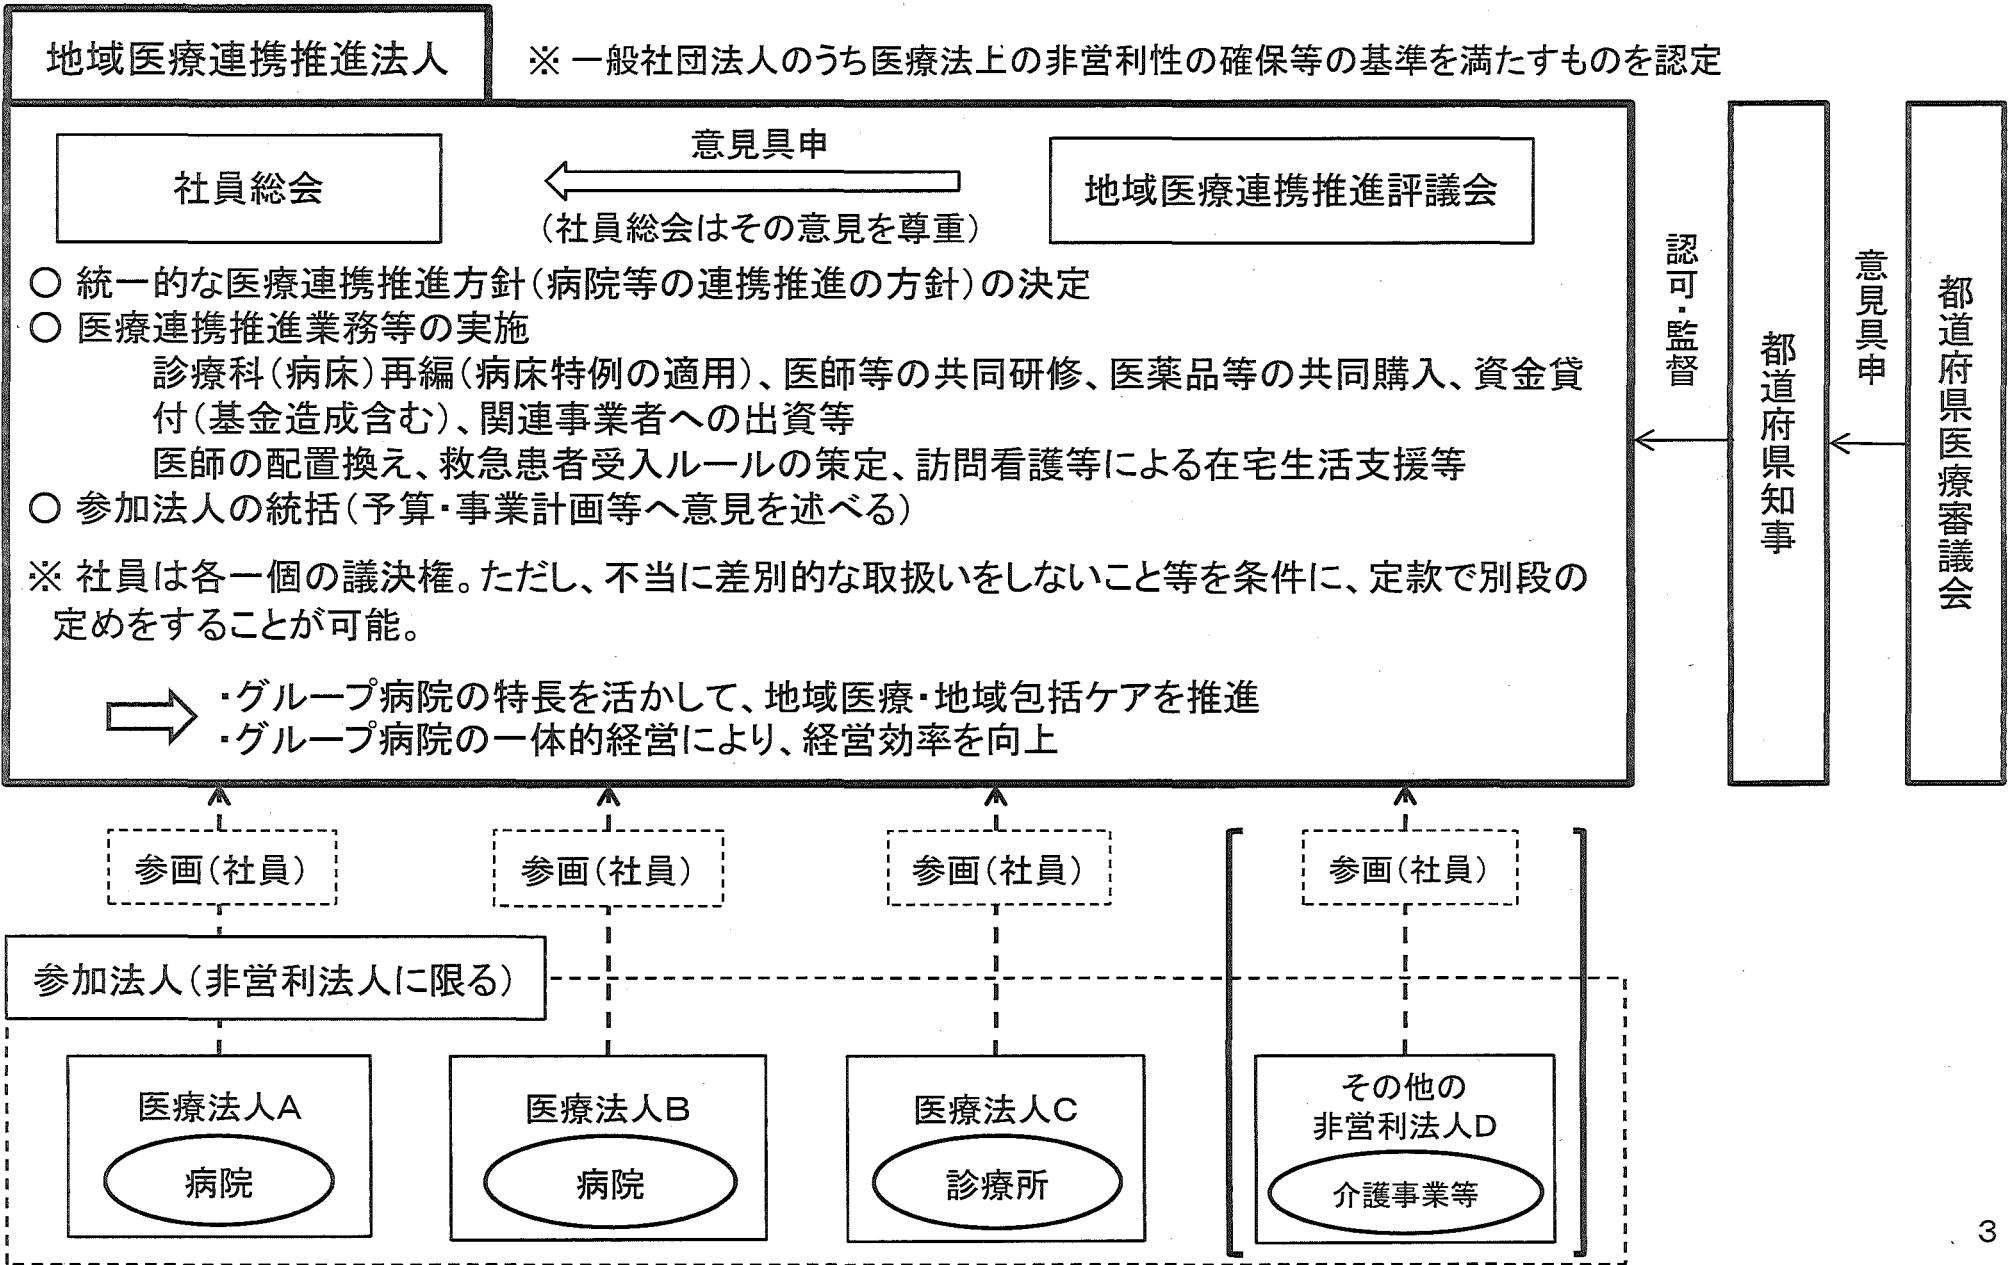 地域医療連携推進法人
※ 一般社団法人のうち医療法上の非営利性の確保等の基準を満たすものを認定
社員総会
意見具申
(社員総会はその意見を尊重)
地域医療連携推進評議会
○ 統一的な医療連携推進方針(病院等の連携推進の方針)の決定
○ 医療連携推進業務等の実施
診療科(病床)再編(病床特例の適用)、医師等の共同研修、医薬品等の共同購入、資金貸
付(基金造成含む)、関連事業者への出資等
医師の配置換え、救急患者受入ルールの策定、訪問看護等による在宅生活支援等
○ 参加法人の統括(予算・事業計画等へ意見を述べる)
※ 社員は各一個の議決権。ただし、不当に差別的な取扱いをしないこと等を条件に、定款で別段の
定めをすることが可能。
・グループ病院の特長を活かして、地域医療・地域包括ケアを推進
・グループ病院の一体的経営により、経営効率を向上
認可・監督
都道府県知事
意見具申
都道府県医療審議会
参画(社員)
参画(社員)
参画(社員)
参画(社員)
参加法人(非営利法人に限る)
医療法人A
病院
医療法人B
病院
医療法人C
診療所
その他の
非営利法人D
介護事業等
3